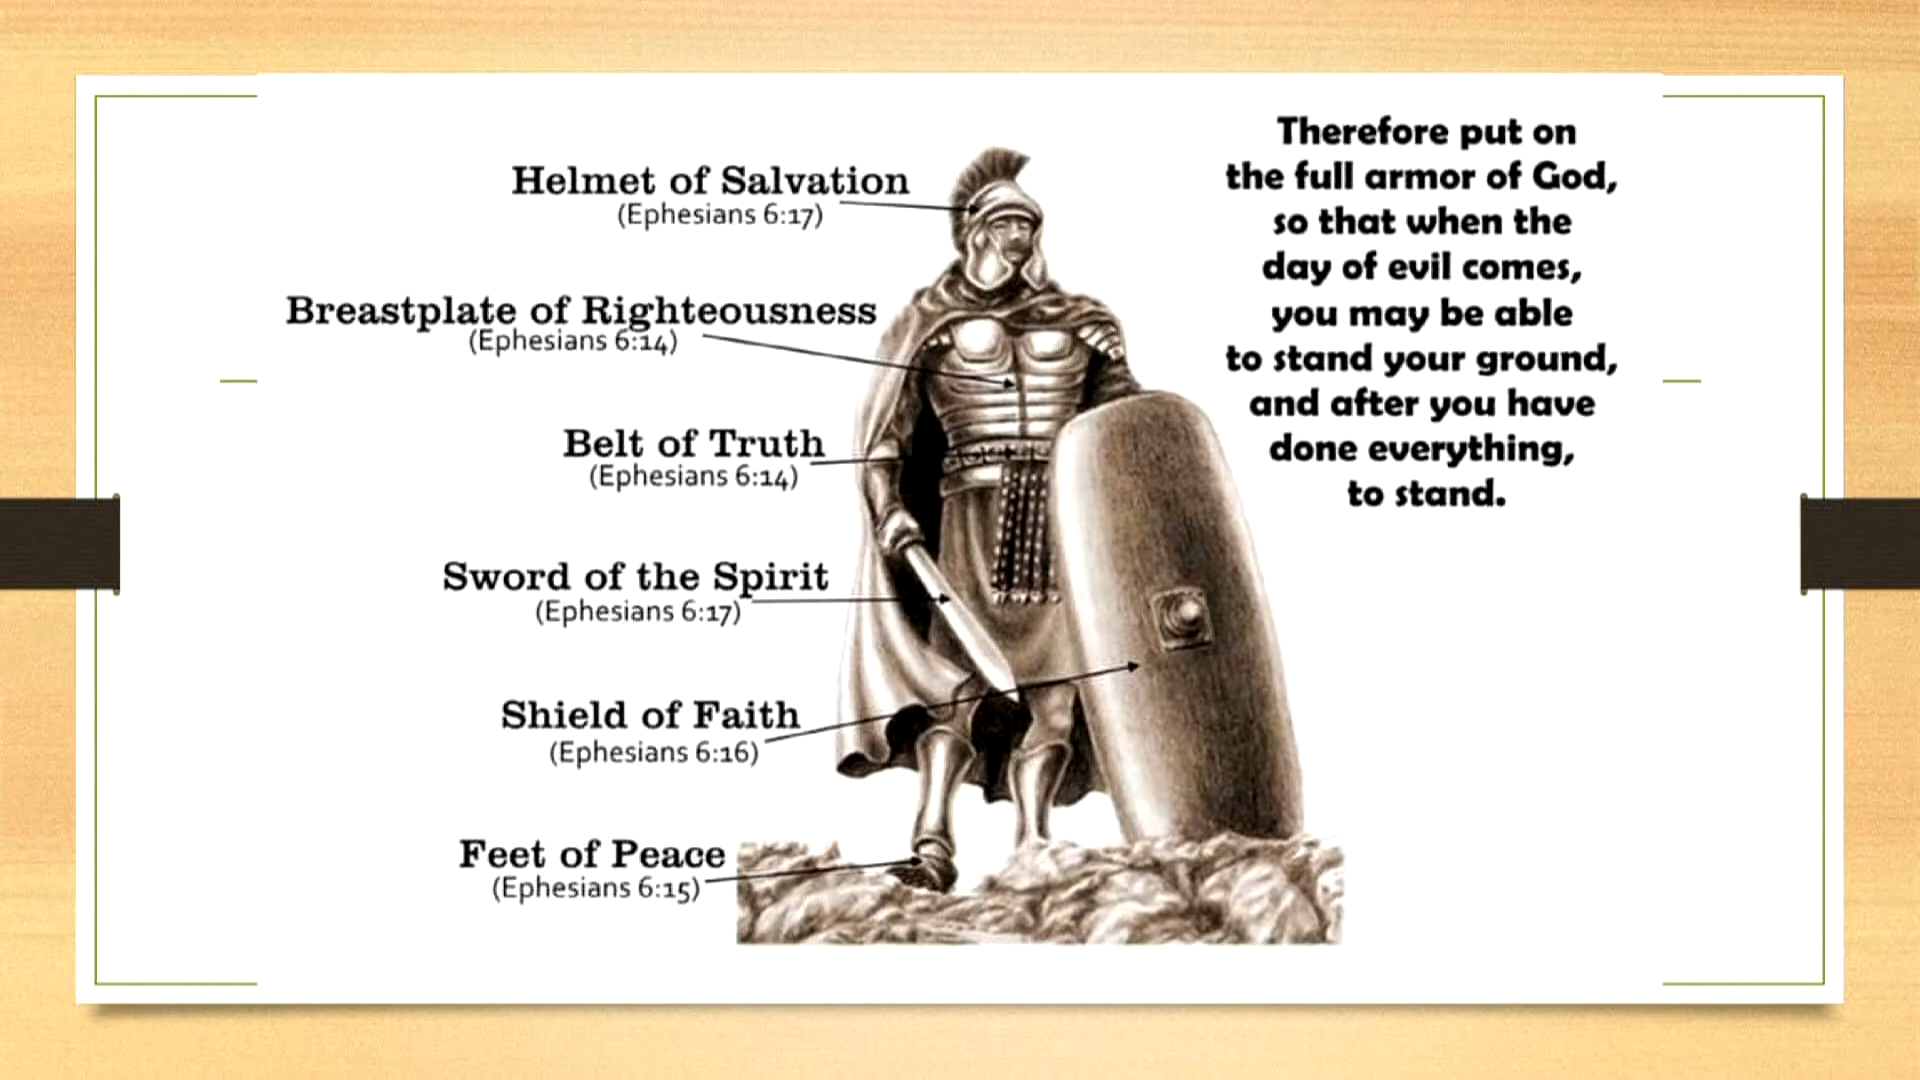 Helmet of Salvation
(Ephesians 6:17)
Breastplate of Righteousness
(Ephesians 6:14)
Belt of Truth
(Ephesians 6:14)
Sword of the Spirit
(Ephesians 6:17)
Shield of Faith
(Ephesians 6:16)
Feet of Peace
(Ephesians 6:15)
Therefore put on
the full armor of God,
so that when the
day of evil comes,
you may be able
to stand your ground,
and after you have
done everything,
to stand.